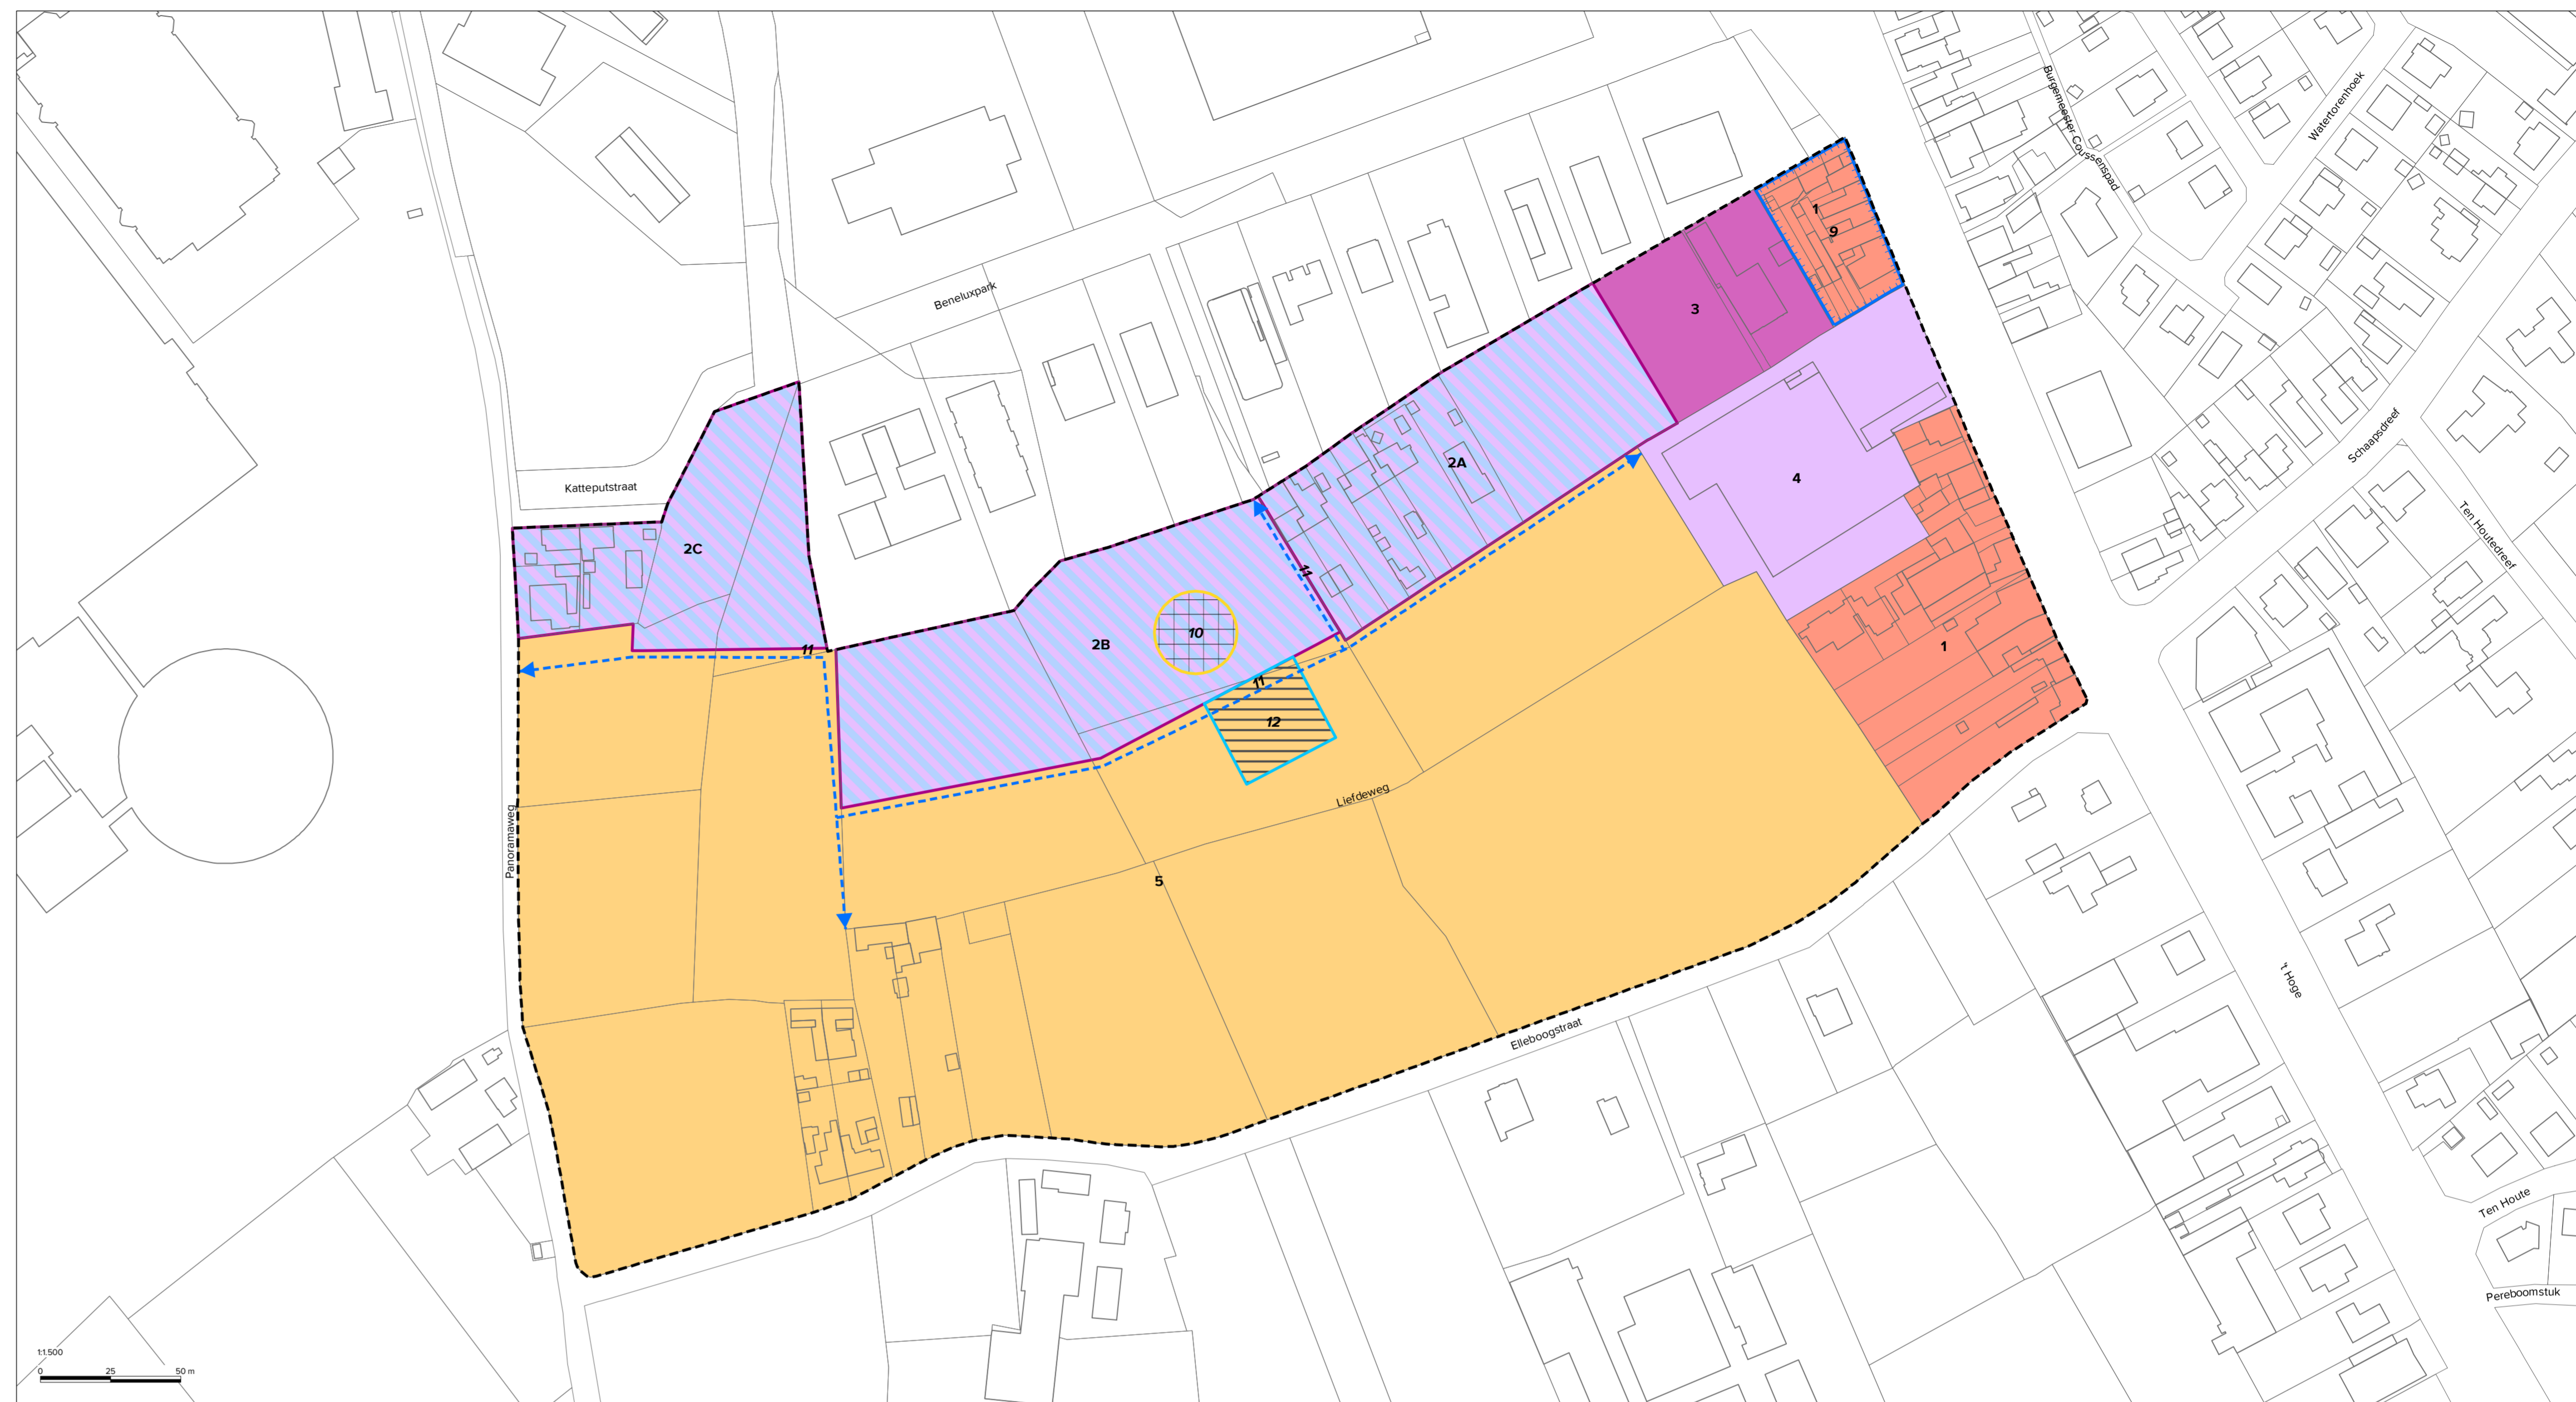 Burgemeester Coussenspad
Watertorenhoek
1
9
Beneluxpark
3
Schaapsdreef
2A
4
Katteputstraat
Ten Houtedreef
2C
11
10
2B
11
1
11
12
Liefdeweg
Panoramaweg
5
't Hoge
Elleboogstraat
Ten Houte
Pereboomstuk
1:1.500
0 25 50 m